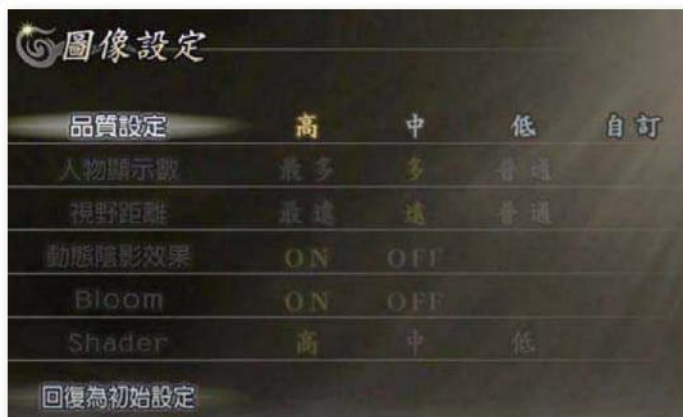 圖像設定
品質設定 高 中 低 自訂
人物顯示數 最多 多 普通
視野距離 最遠 遠 普通
動態陰影效果 ON OFF
Bloom ON OFF
Shader 高 中 低
回復為初始設定